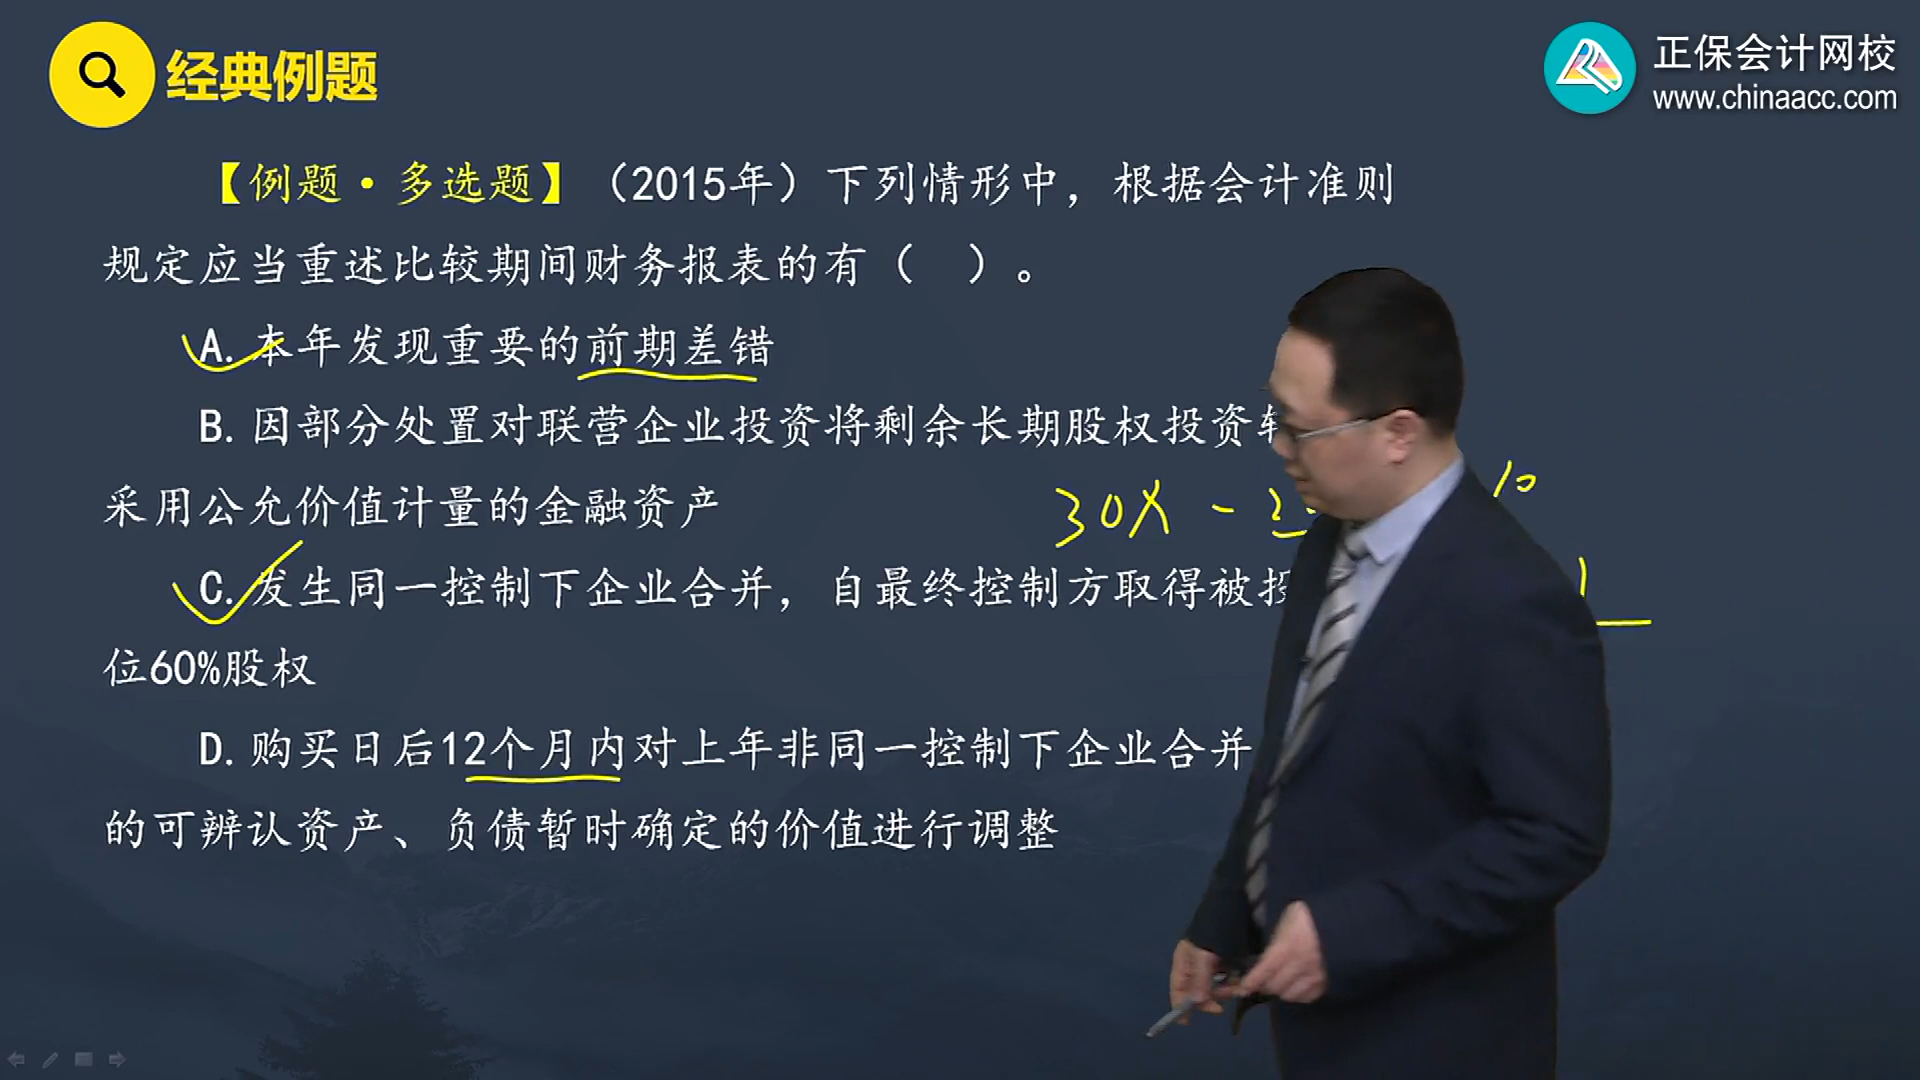 经典例题
正保会计网校
www.chinaacc.com
【例题·多选题】（2015年）下列情形中，根据会计准则
规定应当重述比较期间财务报表的有（　）。
A. 本年发现重要的前期差错
B. 因部分处置对联营企业投资将剩余长期股权投资转
采用公允价值计量的金融资产
30% - 2
10
C. 发生同一控制下企业合并，自最终控制方取得被投
位60%股权
D. 购买日后12个月内对上年非同一控制下企业合并
的可辨认资产、负债暂时确定的价值进行调整